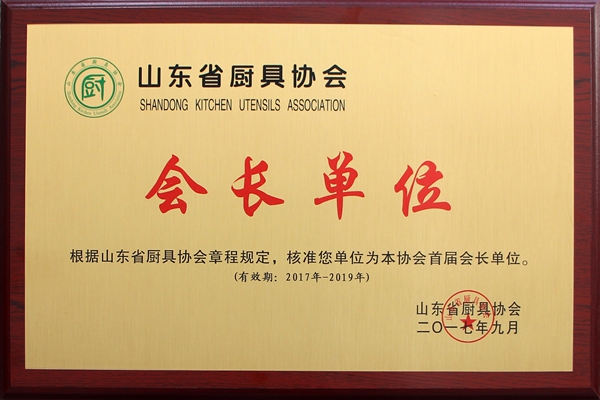 山东省厨具协会
SHANDONG KITCHEN UTENSILS ASSOCIATION
厨
会长单位
根据山东省厨具协会章程规定，核准您单位为本协会首届会长单位。
(有效期：2017年-2019年)
山东省厨具协会
二〇一七年九月